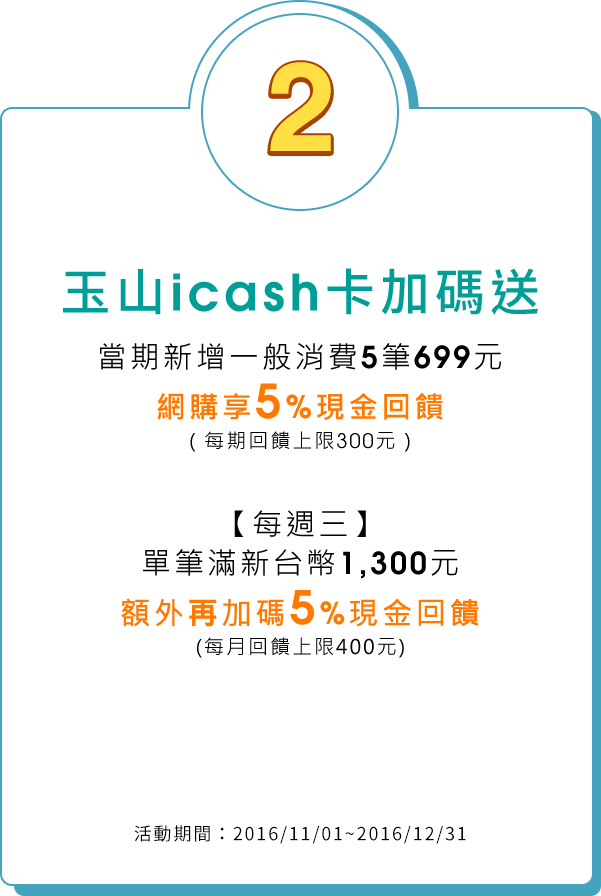 2
玉山icash卡加碼送
當期新增一般消費5筆699元
網購享5%現金回饋
( 每期回饋上限300元 )
【每週三】
單筆滿新台幣1,300元
額外再加碼5%現金回饋
(每月回饋上限400元)
活動期間：2016/11/01~2016/12/31